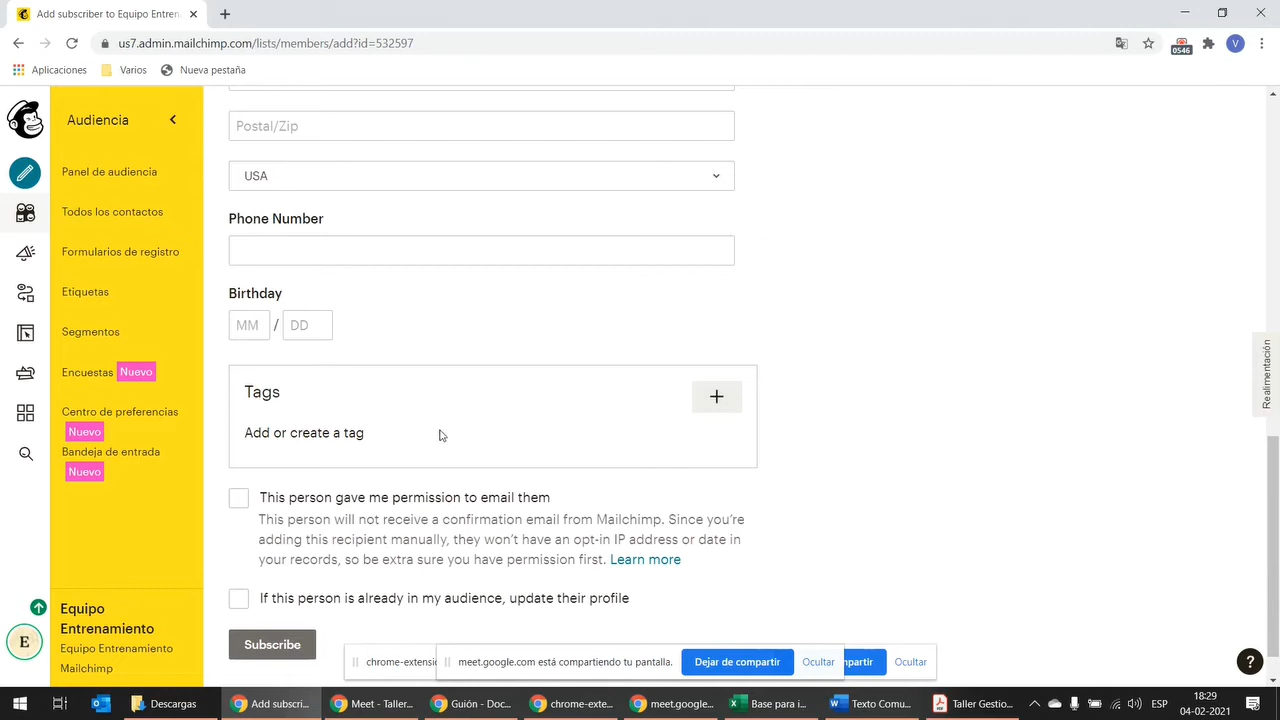 Add subscriber to Equipo Entren
us7.admin.mailchimp.com/lists/members/add?id=532597
0546
V
Aplicaciones
Varios
Nueva pestaña
Audiencia
Panel de audiencia
Todos los contactos
Formularios de registro
Etiquetas
Segmentos
Encuestas Nuevo
Centro de preferencias
Nuevo
Bandeja de entrada
Nuevo
Equipo
Entrenamiento
Equipo Entrenamiento
Mailchimp
E
Postal/Zip
USA
Phone Number
Birthday
MM / DD
Tags
+
Add or create a tag
This person gave me permission to email them
This person will not receive a confirmation email from Mailchimp. Since you're
adding this recipient manually, they won't have an opt-in IP address or date in
your records, so be extra sure you have permission first. Learn more
If this person is already in my audience, update their profile
Subscribe
Realimentación
chrome-extensi
meet.google.com está compartiendo tu pantalla.
Dejar de compartir
Ocultar
partir
Ocultar
?
Descargas
Add subscri...
Meet - Taller...
Guión - Doc...
chrome-exte...
meet.google...
Base para i...
Texto Comu...
Taller Gestio...
ESP
18:29
04-02-2021